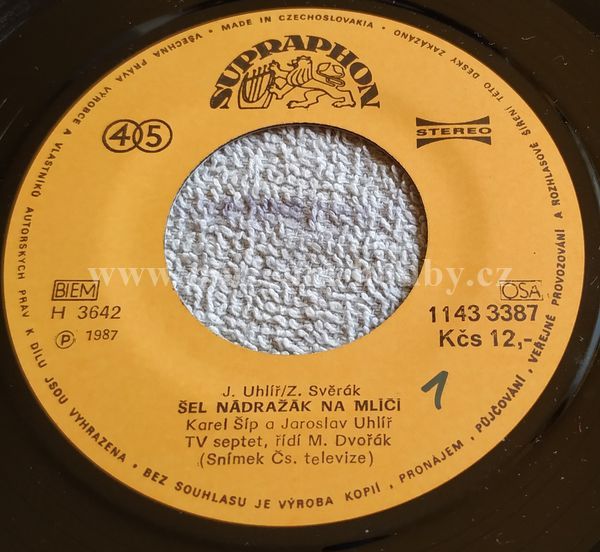 VŠECHNA PRÁVA VÝROBCE A VLASTNÍKŮ AUTORSKÝCH PRÁV K DÍLU JSOU VYHRAZENA • BEZ SOUHLASU JE VÝROBA KOPIÍ, PRONÁJEM, PŮJČOVÁNÍ, VEŘEJNÉ PROVOZOVÁNÍ A ROZHLASOVÉ ŠÍŘENÍ TÉTO DESKY ZAKÁZÁNO • MADE IN CZECHOSLOVAKIA •
SUPRAPHON
45
STEREO
BIEM
OSA
H 3642
1143 3387
Ⓟ 1987
Kčs 12,-
J. Uhlíř/Z. Svěrák
ŠEL NÁDRAŽÁK NA MLÍČÍ
Karel Šíp a Jaroslav Uhlíř
TV septet, řídí M. Dvořák
(Snímek Čs. televize)
1